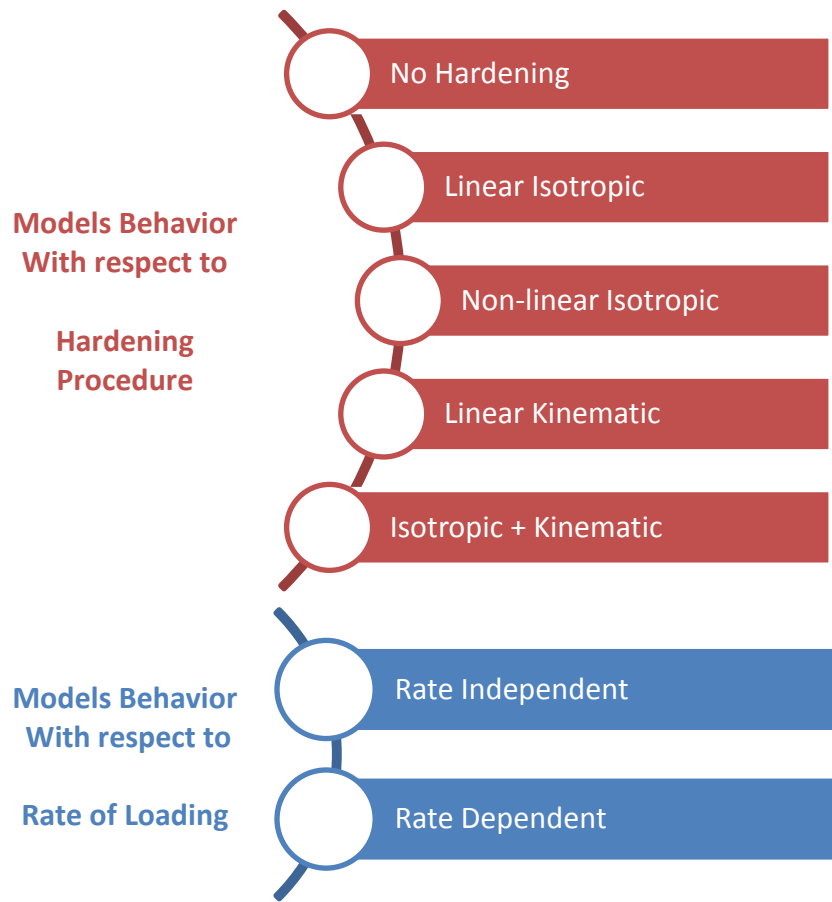 Models Behavior
With respect to
Hardening
Procedure
No Hardening
Linear Isotropic
Non-linear Isotropic
Linear Kinematic
Isotropic + Kinematic
Models Behavior
With respect to
Rate of Loading
Rate Independent
Rate Dependent